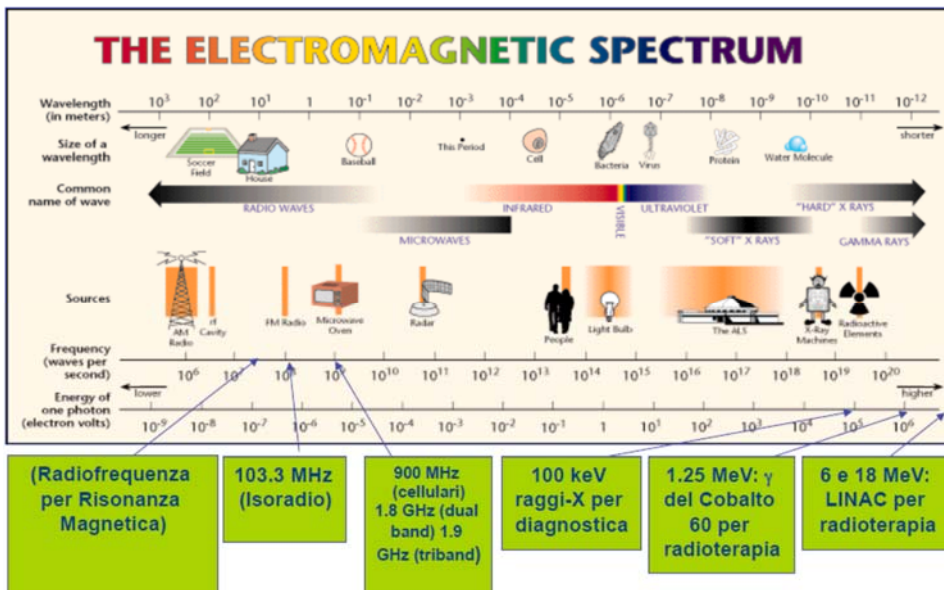 THE ELECTROMAGNETIC SPECTRUM
Wavelength
(in meters)
10³ 10² 10¹ 1 10⁻¹ 10⁻² 10⁻³ 10⁻⁴ 10⁻⁵ 10⁻⁶ 10⁻⁷ 10⁻⁸ 10⁻⁹ 10⁻¹⁰ 10⁻¹¹ 10⁻¹²
longer
shorter
Size of a
wavelength
Soccer
Field
House
Baseball
This Period
Cell
Bacteria
Virus
Protein
Water Molecule
Common
name of wave
RADIO WAVES
INFRARED
VISIBLE
ULTRAVIOLET
"HARD" X RAYS
MICROWAVES
"SOFT" X RAYS
GAMMA RAYS
Sources
AM
Radio
rf
Cavity
FM Radio
Microwave
Oven
Radar
People
Light Bulb
The ALS
X-Ray
Machines
Radioactive
Elements
Frequency
(waves per
second)
10⁶ 10⁸ 10¹⁰ 10¹¹ 10¹² 10¹³ 10¹⁴ 10¹⁵ 10¹⁶ 10¹⁷ 10¹⁸ 10¹⁹ 10²⁰
lower
higher
Energy of
one photon
(electron volts)
10⁻⁹ 10⁻⁸ 10⁻⁷ 10⁻⁶ 10⁻⁵ 10⁻⁴ 10⁻³ 10⁻² 10⁻¹ 1 10¹ 10² 10³ 10⁴ 10⁵ 10⁶
(Radiofrequenza
per Risonanza
Magnetica)
103.3 MHz
(Isoradio)
900 MHz
(cellulari)
1.8 GHz (dual
band) 1.9
GHz (triband)
100 keV
raggi-X per
diagnostica
1.25 MeV: γ
del Cobalto
60 per
radioterapia
6 e 18 MeV:
LINAC per
radioterapia